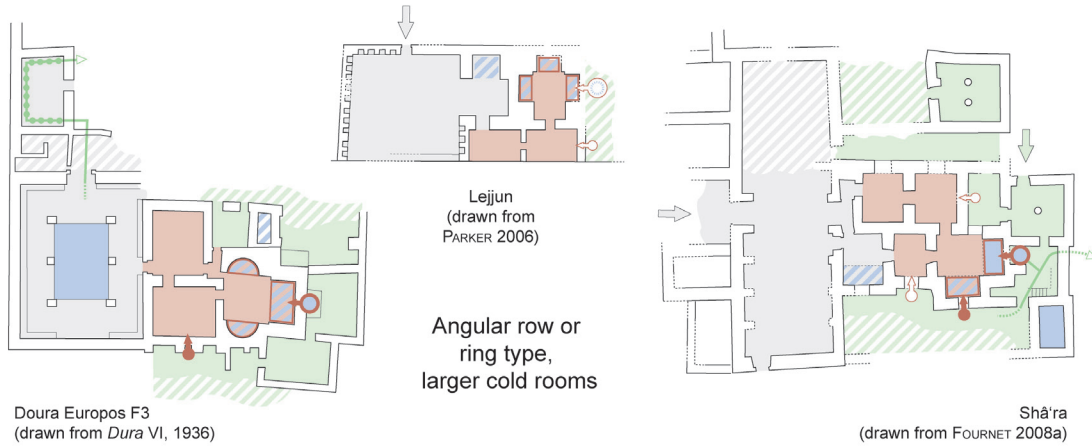 Lejjun
(drawn from
PARKER 2006)
Angular row or
ring type,
larger cold rooms
Doura Europos F3
(drawn from Dura VI, 1936)
Shâ‘ra
(drawn from FOURNET 2008a)